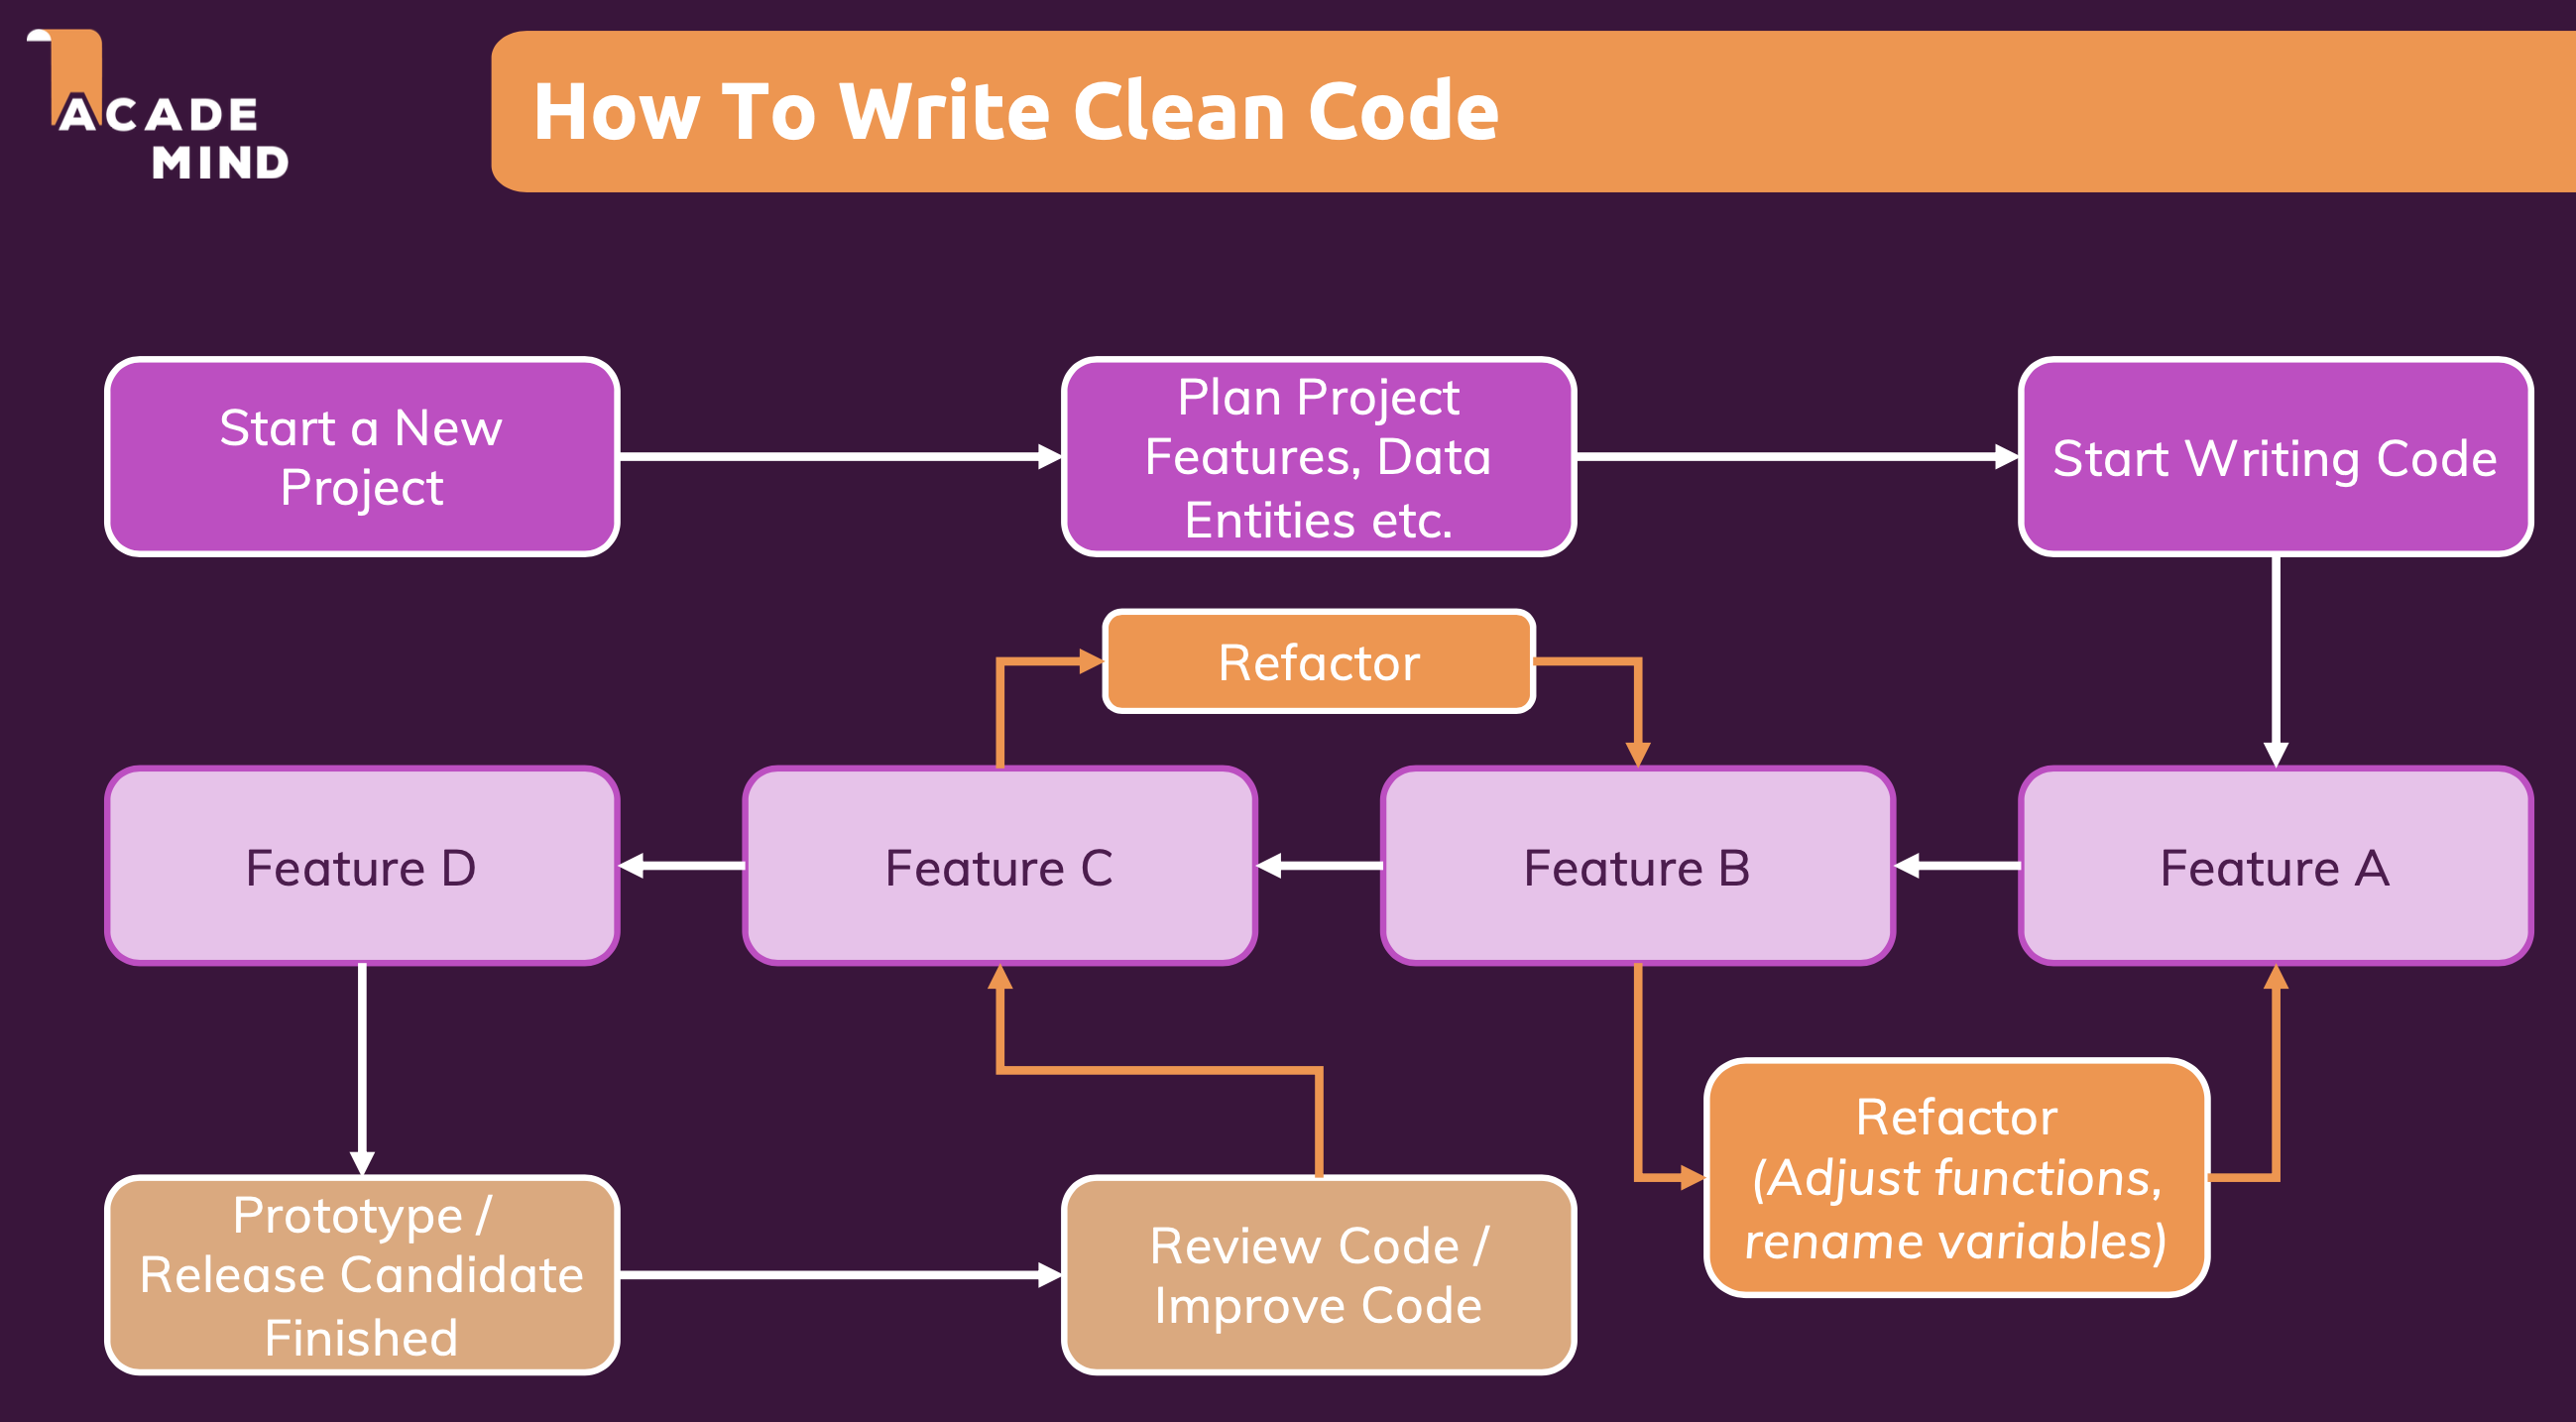 ACADE
MIND
How To Write Clean Code
Start a New
Project
Plan Project
Features, Data
Entities etc.
Start Writing Code
Refactor
Feature D
Feature C
Feature B
Feature A
Prototype /
Release Candidate
Finished
Review Code /
Improve Code
Refactor
(Adjust functions,
rename variables)